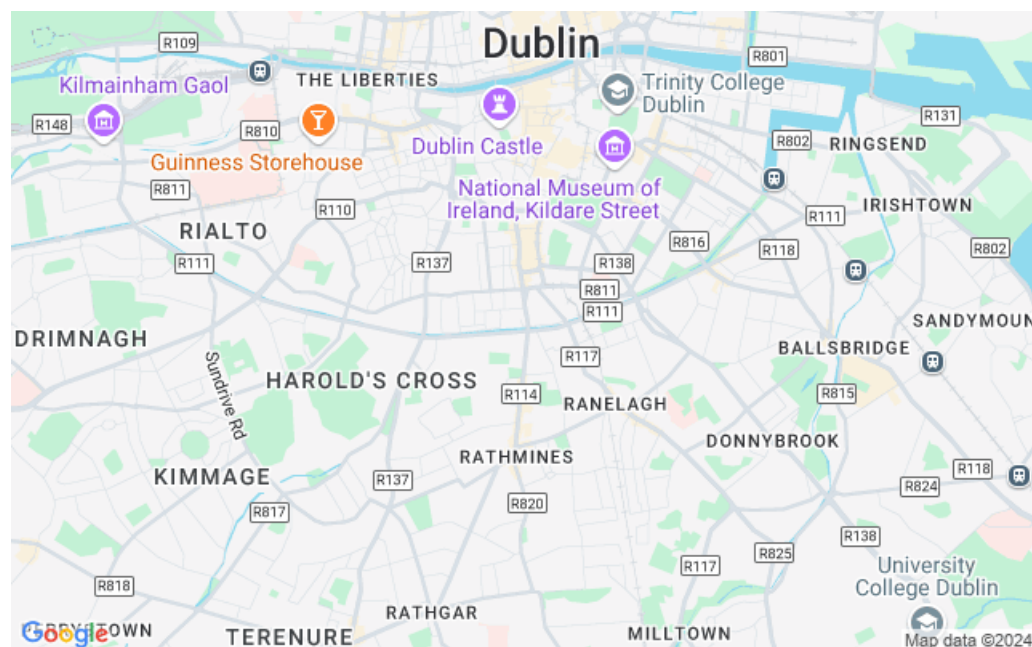 Dublin
R109
R801
THE LIBERTIES
Kilmainham Gaol
Trinity College
Dublin
R148
R810
R131
R802
RINGSEND
Dublin Castle
Guinness Storehouse
National Museum of
Ireland, Kildare Street
R811
R110
R111
IRISHTOWN
RIALTO
R816
R118
R802
R111
R137
R138
R811
R111
SANDYMOUN
DRIMNAGH
BALLSBRIDGE
R117
Sundrive Rd
HAROLD'S CROSS
R114
R815
RANELAGH
DONNYBROOK
RATHMINES
KIMMAGE
R137
R118
R824
R820
R817
R138
R825
R117
University
College Dublin
R818
RATHGAR
Google
TOWN
TERENURE
MILLTOWN
Map data ©2024